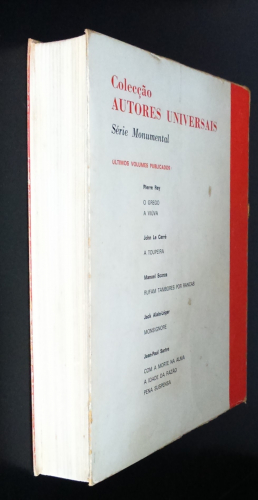 Colecção
AUTORES UNIVERSAIS
Série Monumental
ÚLTIMOS VOLUMES PUBLICADOS:
Pierre Rey
O GREGO
A VIÚVA
John Le Carré
A TOUPEIRA
Manuel Scorza
RUFAM TAMBORES POR RANCAS
Jack-Alain Léger
MONSIGNORE
Jean-Paul Sartre
COM A MORTE NA ALMA
A IDADE DA RAZÃO
PENA SUSPENSA